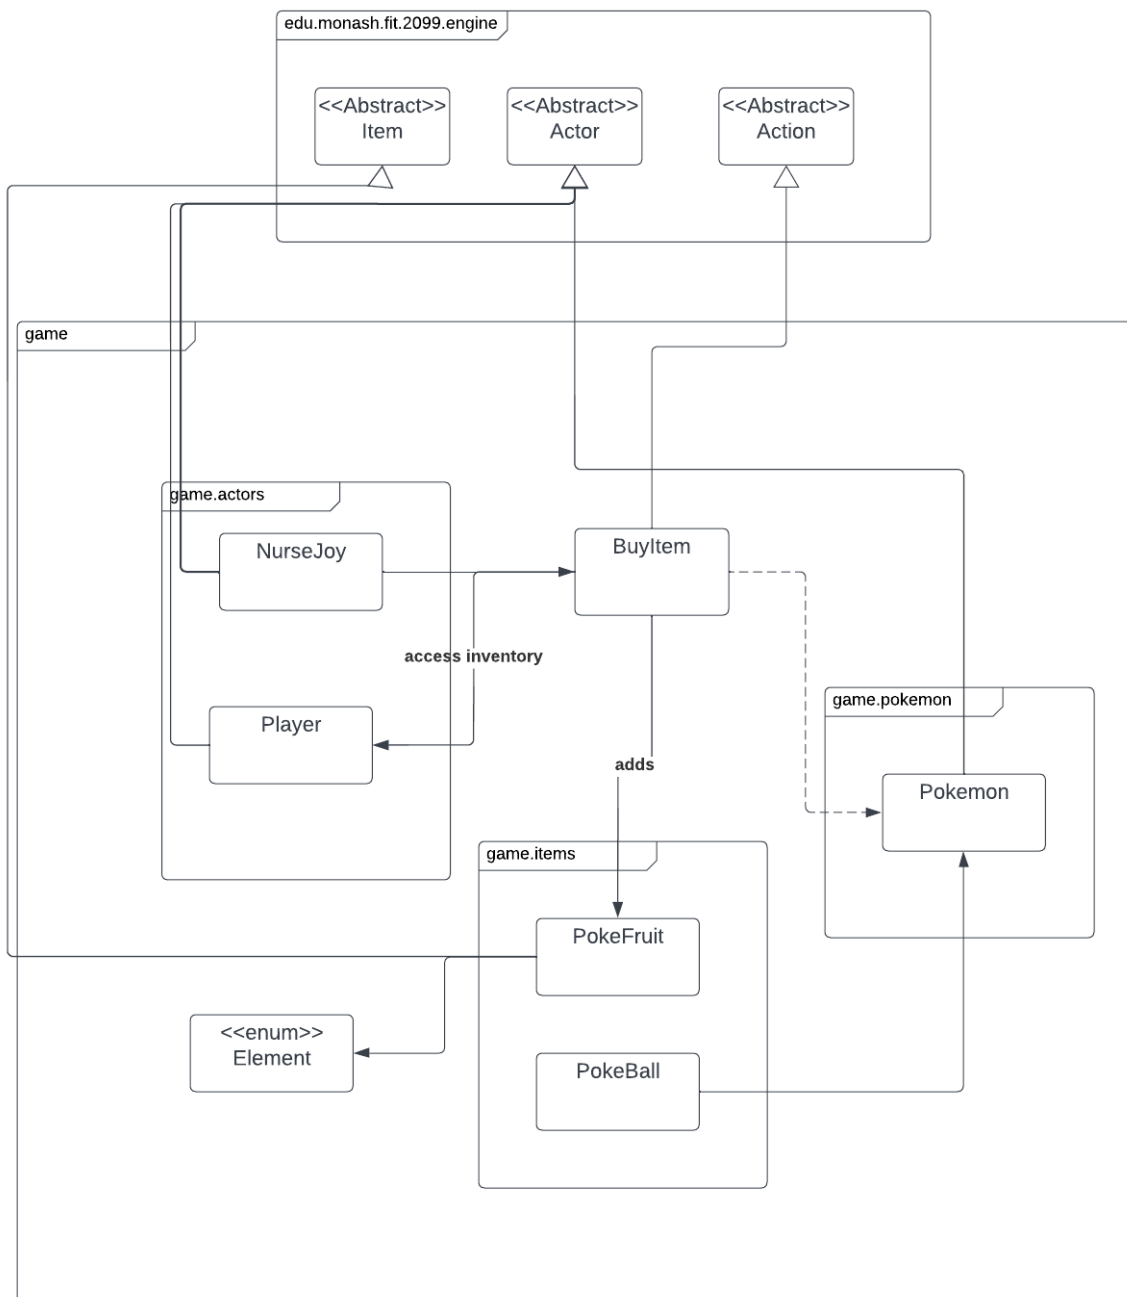 edu.monash.fit.2099.engine
<<Abstract>>
Item
<<Abstract>>
Actor
<<Abstract>>
Action
game
game.actors
NurseJoy
BuyItem
access inventory
Player
game.pokemon
Pokemon
adds
game.items
PokeFruit
<<enum>>
Element
PokeBall